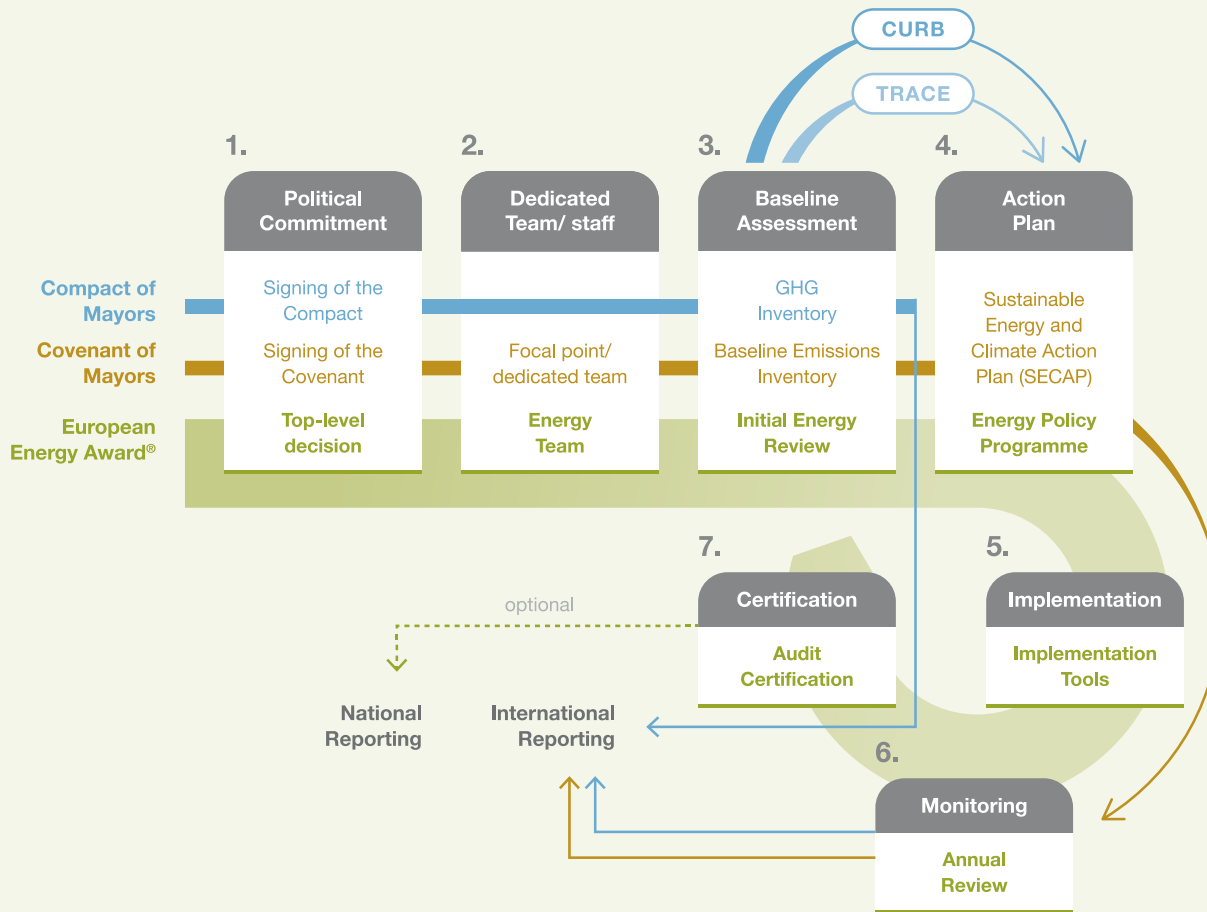 CURB
TRACE
1.
2.
3.
4.
Political
Commitment
Dedicated
Team/ staff
Baseline
Assessment
Action
Plan
Compact of
Mayors
Signing of the
Compact
GHG
Inventory
Sustainable
Energy and
Climate Action
Plan (SECAP)
Covenant of
Mayors
Signing of the
Covenant
Focal point/
dedicated team
Baseline Emissions
Inventory
European
Energy Award®
Top-level
decision
Energy
Team
Initial Energy
Review
Energy Policy
Programme
7.
5.
Certification
Implementation
optional
Audit
Certification
Implementation
Tools
National
Reporting
International
Reporting
6.
Monitoring
Annual
Review